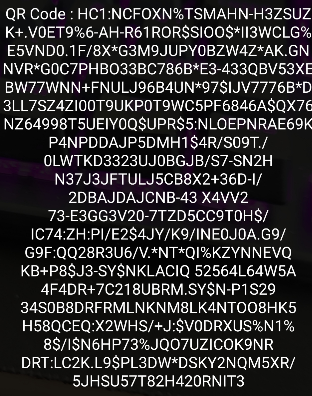 QR Code : HC1:NCFOXN%TSMAHN-H3ZSUZ
K+.V0ET9%6-AH-R61ROR$SIOO$*II3WCLG%
E5VND0.1F/8X*G3M9JUPY0BZW4Z*AK.GN
NVR*G0C7PHBO33BC786B*E3-433QBV53XE
BW77WNN+FNULJ96B4UN*97$IJV7776B*D
3LL7SZ4ZI00T9UKP0T9WC5PF6846A$QX76
NZ64998T5UEIY0Q$UPR$5:NLOEPNRAE69K
P4NPDDAJP5DMH1$4R/S09T./
0LWTKD3323UJ0BGJB/S7-SN2H
N37J3JFTULJ5CB8X2+36D-I/
2DBAJDAJCNB-43 X4VV2
73-E3GG3V20-7TZD5CC9T0H$/
IC74:ZH:PI/E2$4JY/K9/INE0J0A.G9/
G9F:QQ28R3U6/V.*NT*QI%KZYNNEVQ
KB+P8$J3-SY$NKLACIQ 52564L64W5A
4F4DR+7C218UBRM.SY$N-P1S29
34S0B8DRFRMLNKNM8LK4NTOO8HK5
H58QCEQ:X2WHS/+J:$V0DRXUS%N1%
8$/I$N6HP73%JQO7UZICOK9NR
DRT:LC2K.L9$PL3DW*DSKY2NQM5XR/
5JHSU57T82H420RNIT3